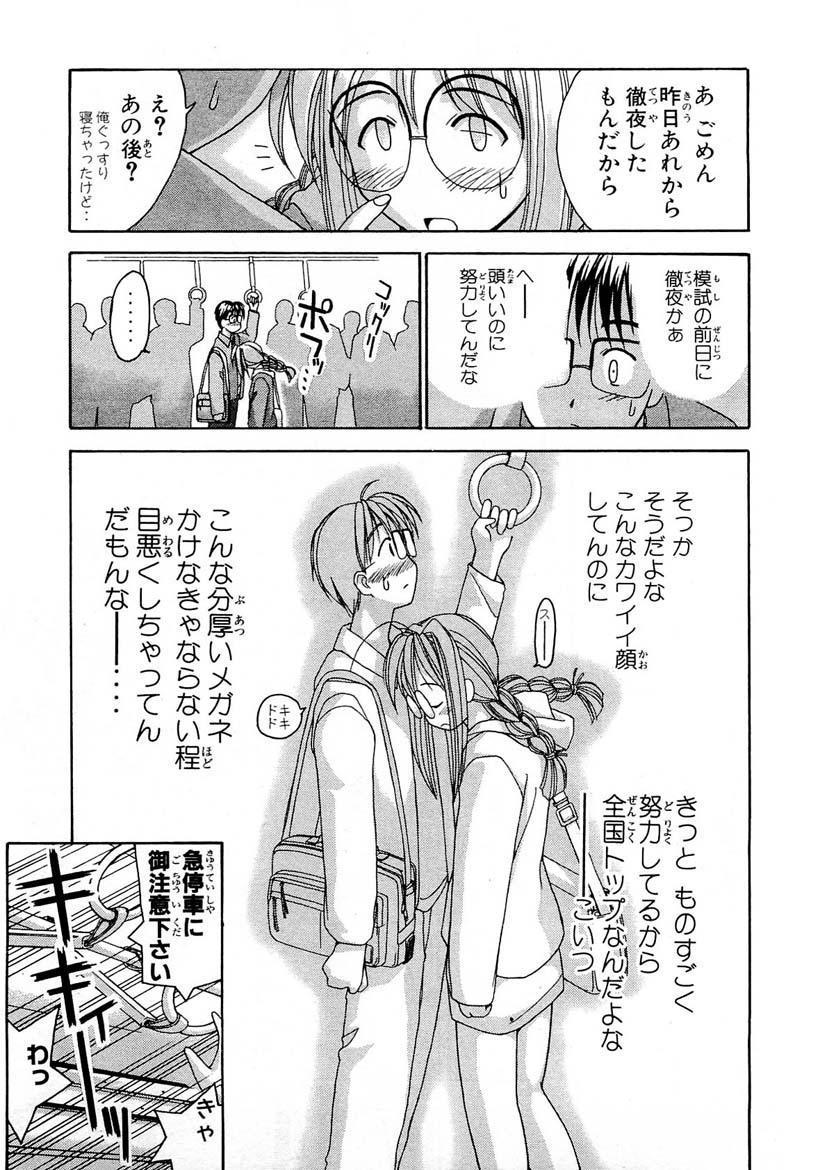 あ ごめん
昨日あれから
徹夜した
もんだから
え？
あの後？
俺ぐっすり
寝ちゃったけど・・
模試の前日に
徹夜かぁ
へ――
頭いいのに
努力してんだな
コックリ
ポフッ…
・・・・・・
そっか
そうだよな
こんなカワイイ顔
してんのに
スー
ドキ
ドキ
こんな分厚いメガネ
かけなきゃならない程
目悪くしちゃってん
だもんな――・・・・
きっと ものすごく
努力してるから
全国トップなんだよな
――こいつ
急停車に
御注意下さい
キキィーッ
わっ
きゃ